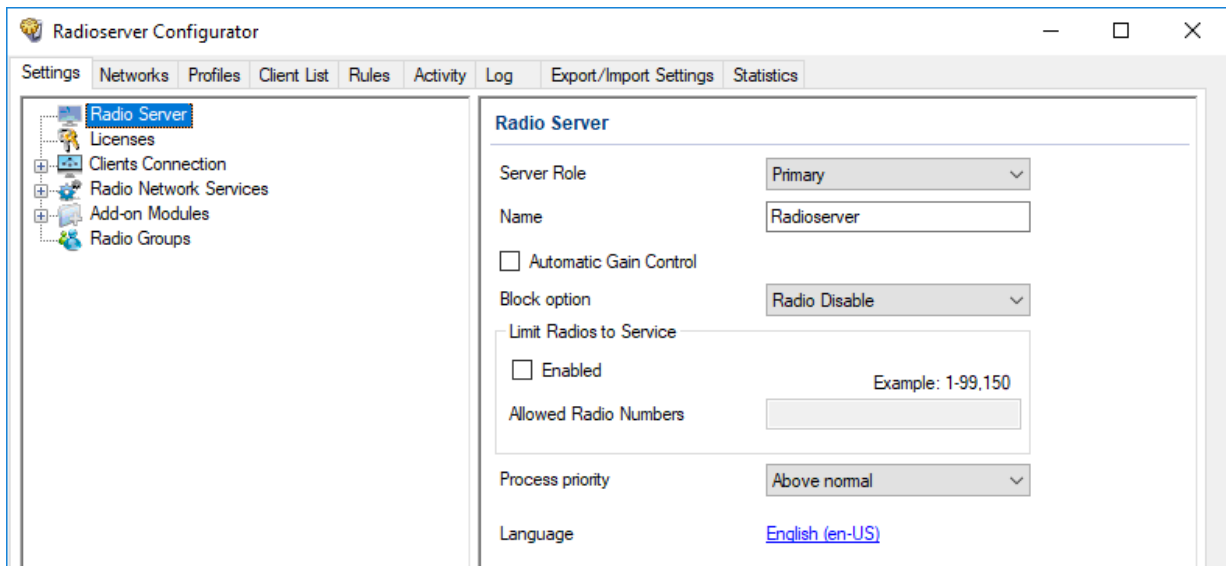 Radioserver Configurator
Settings Networks Profiles Client List Rules Activity Log Export/Import Settings Statistics
Radio Server
Licenses
Clients Connection
Radio Network Services
Add-on Modules
Radio Groups
Radio Server
Server Role Primary
Name Radioserver
Automatic Gain Control
Block option Radio Disable
Limit Radios to Service
Enabled
Example: 1-99,150
Allowed Radio Numbers
Process priority Above normal
Language English (en-US)